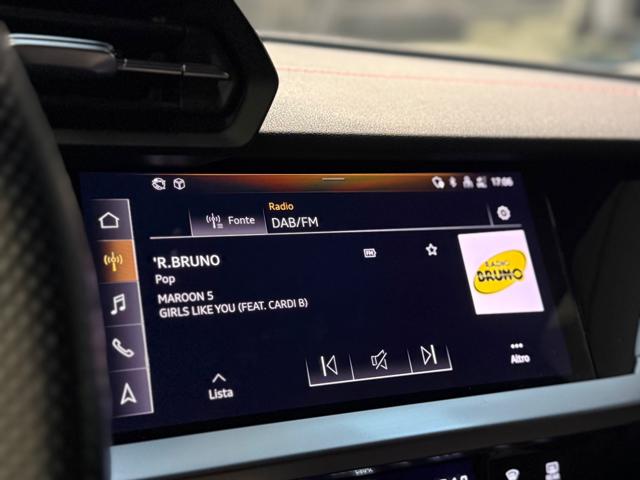 17:06
Radio
Fonte
DAB/FM
'R.BRUNO
FM
Pop
MAROON 5
GIRLS LIKE YOU (FEAT. CARDI B)
RADIO
BRUNO
Lista
Altro